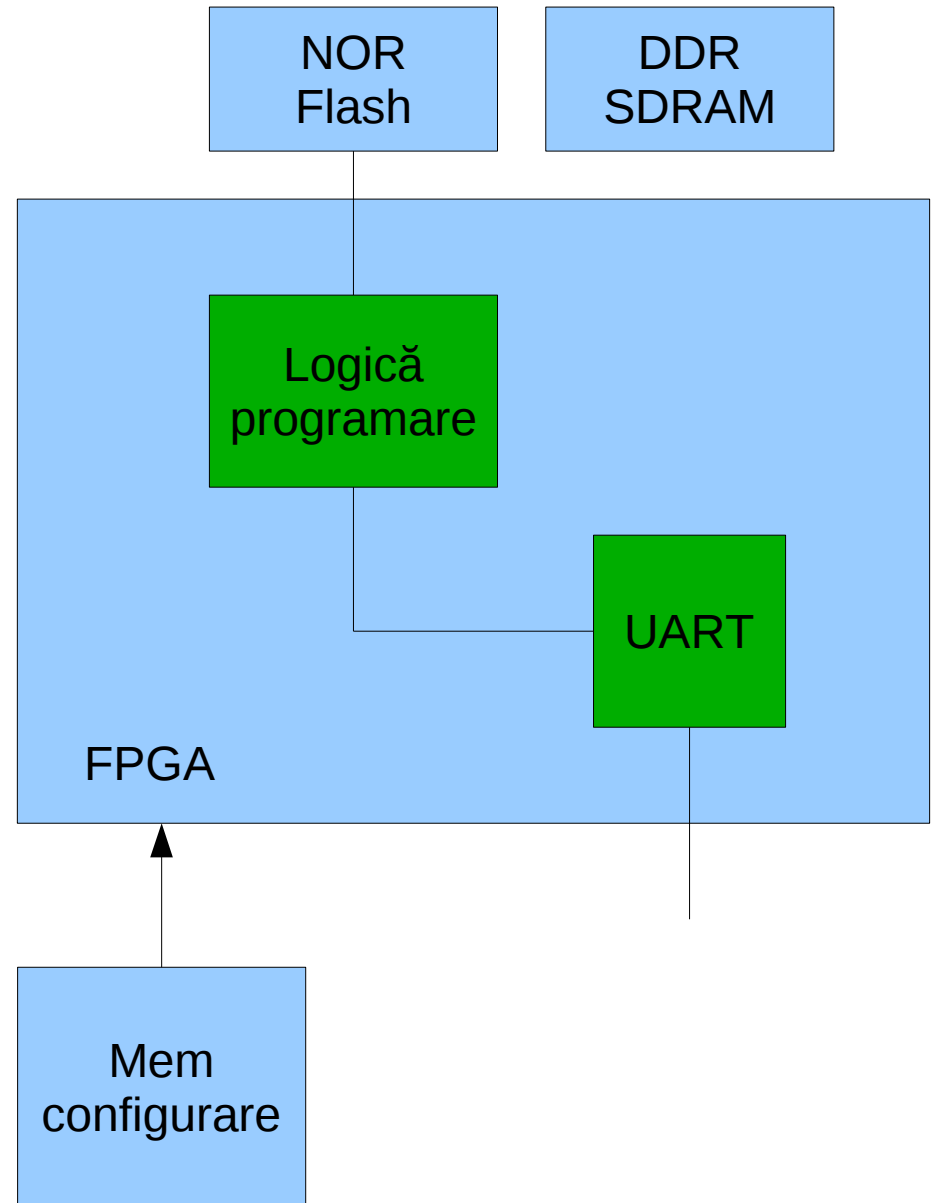 NOR
Flash
DDR
SDRAM
Logică
programare
UART
FPGA
Mem
configurare